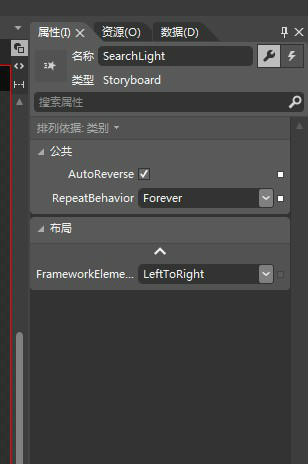 属性(I) 资源(O) 数据(D)
名称 SearchLight
类型 Storyboard
搜索属性
排列依据: 类别
公共
AutoReverse
RepeatBehavior Forever
布局
FrameworkEleme... LeftToRight